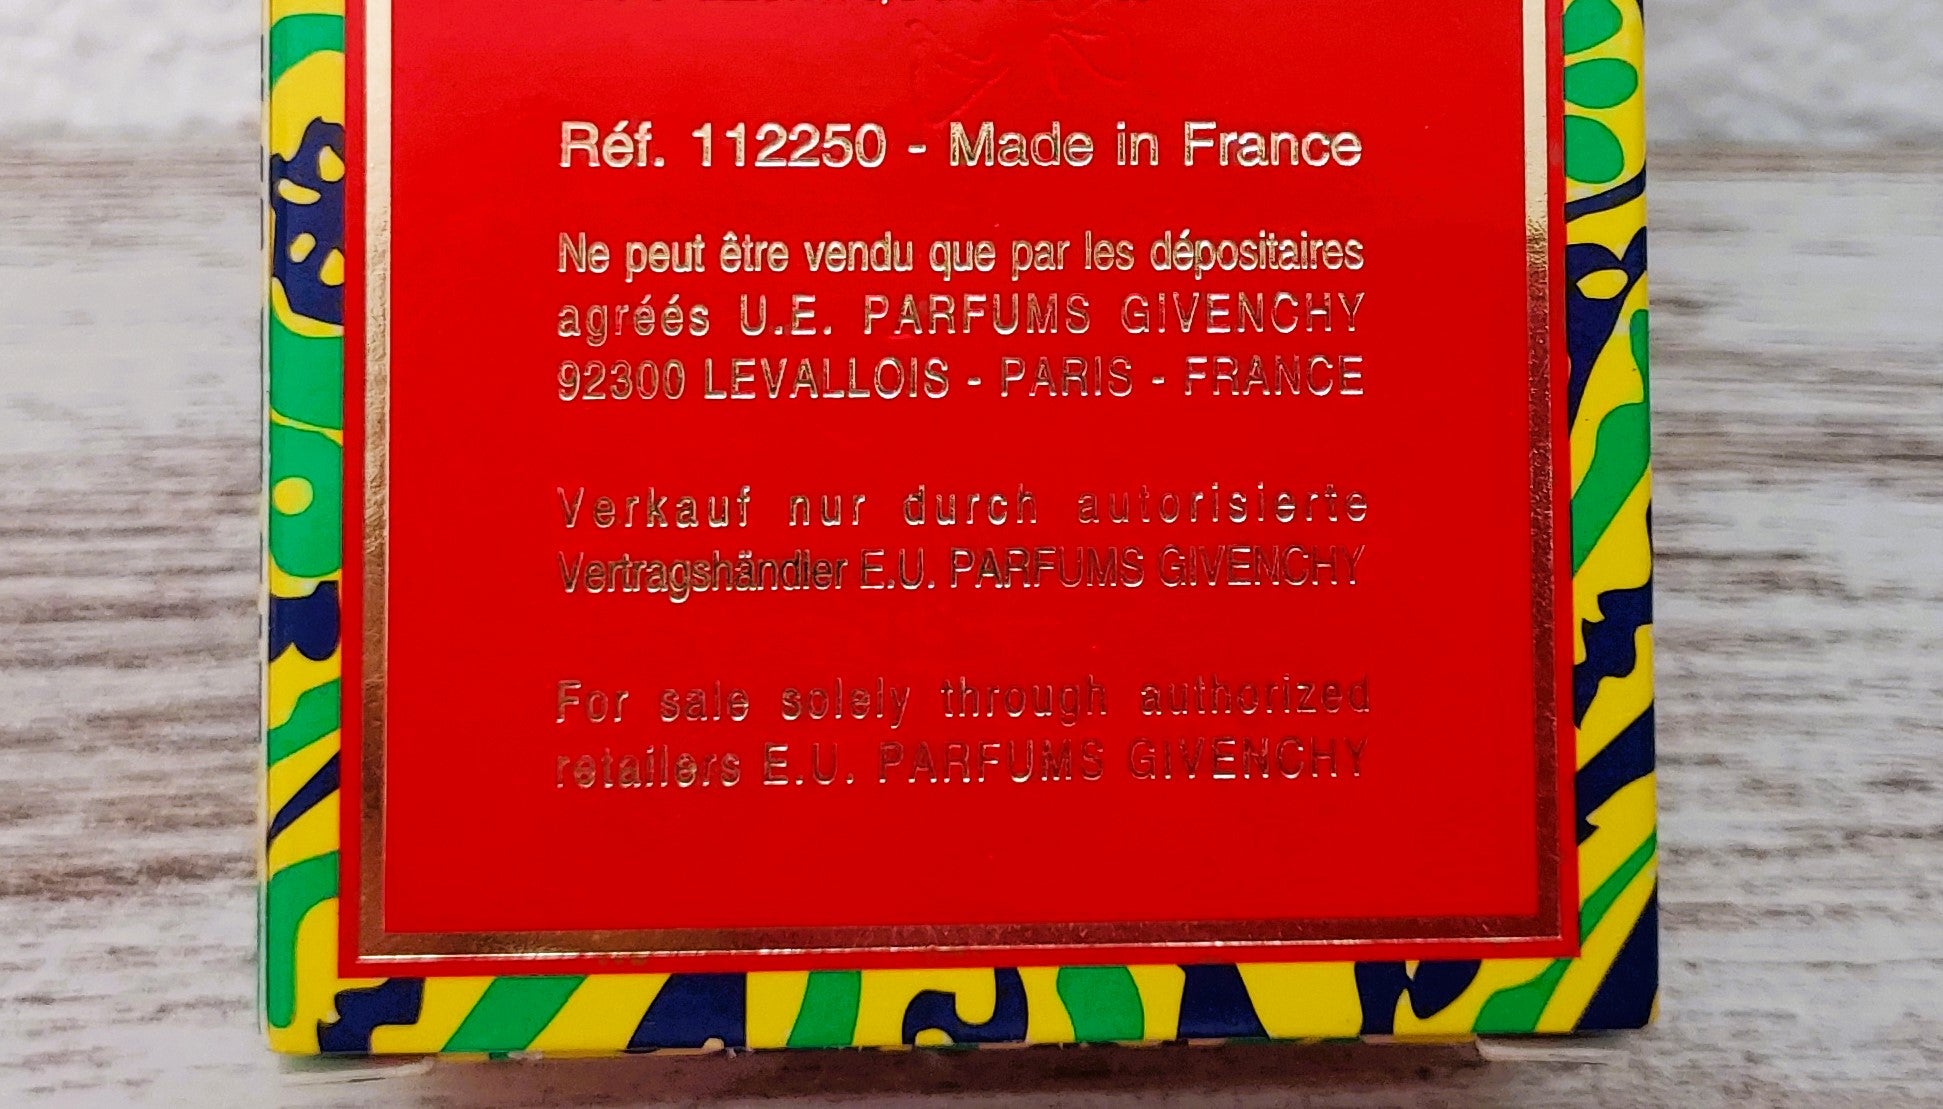 Réf. 112250 - Made in France
Ne peut être vendu que par les dépositaires
agréés U.E. PARFUMS GIVENCHY
92300 LEVALLOIS - PARIS - FRANCE
Verkauf nur durch autorisierte
Vertragshändler E.U. PARFUMS GIVENCHY
For sale solely through authorized
retailers E.U. PARFUMS GIVENCHY